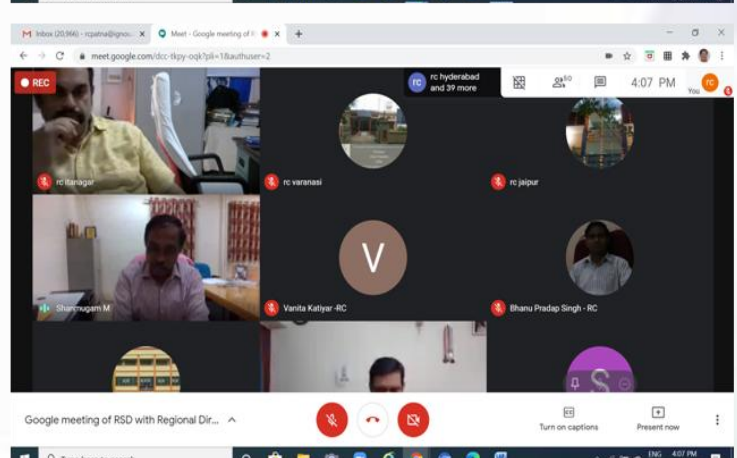 Inbox (20,966) - rcpatna@ignou.
Meet - Google meeting of R
meet.google.com/dcc-tkpy-oqk?pli=1&authuser=2
REC
rc
rc hyderabad
and 39 more
50
4:07 PM
You
rc
rc itanagar
rc varanasi
rc jaipur
Shanmugam M
V
Vanita Katiyar -RC
Bhanu Pradap Singh - RC
S
Google meeting of RSD with Regional Dir...
Turn on captions
Present now
ENG
4:07 PM